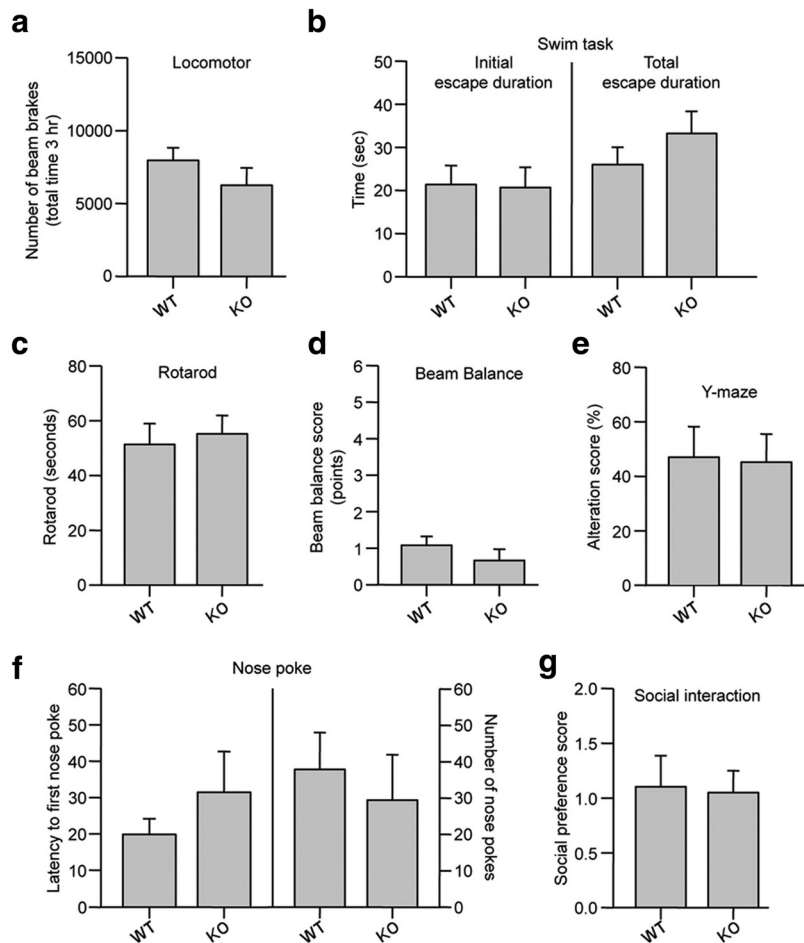 a
Locomotor
Number of beam brakes
(total time 3 hr)
15000
10000
5000
0
WT
KO
b
Swim task
Initial
escape duration
Total
escape duration
Time (sec)
50
40
30
20
10
0
WT
KO
WT
KO
c
Rotarod
Rotarod (seconds)
80
60
40
20
0
WT
KO
d
Beam Balance
Beam balance score
(points)
6
5
4
3
2
1
0
WT
KO
e
Y-maze
Alteration score (%)
80
60
40
20
0
WT
KO
f
Nose poke
Latency to first nose poke
60
50
40
30
20
10
0
WT
KO
WT
KO
60
50
40
30
20
10
0
Number of nose pokes
g
Social interaction
Social preference score
2.0
1.5
1.0
0.5
0
WT
KO